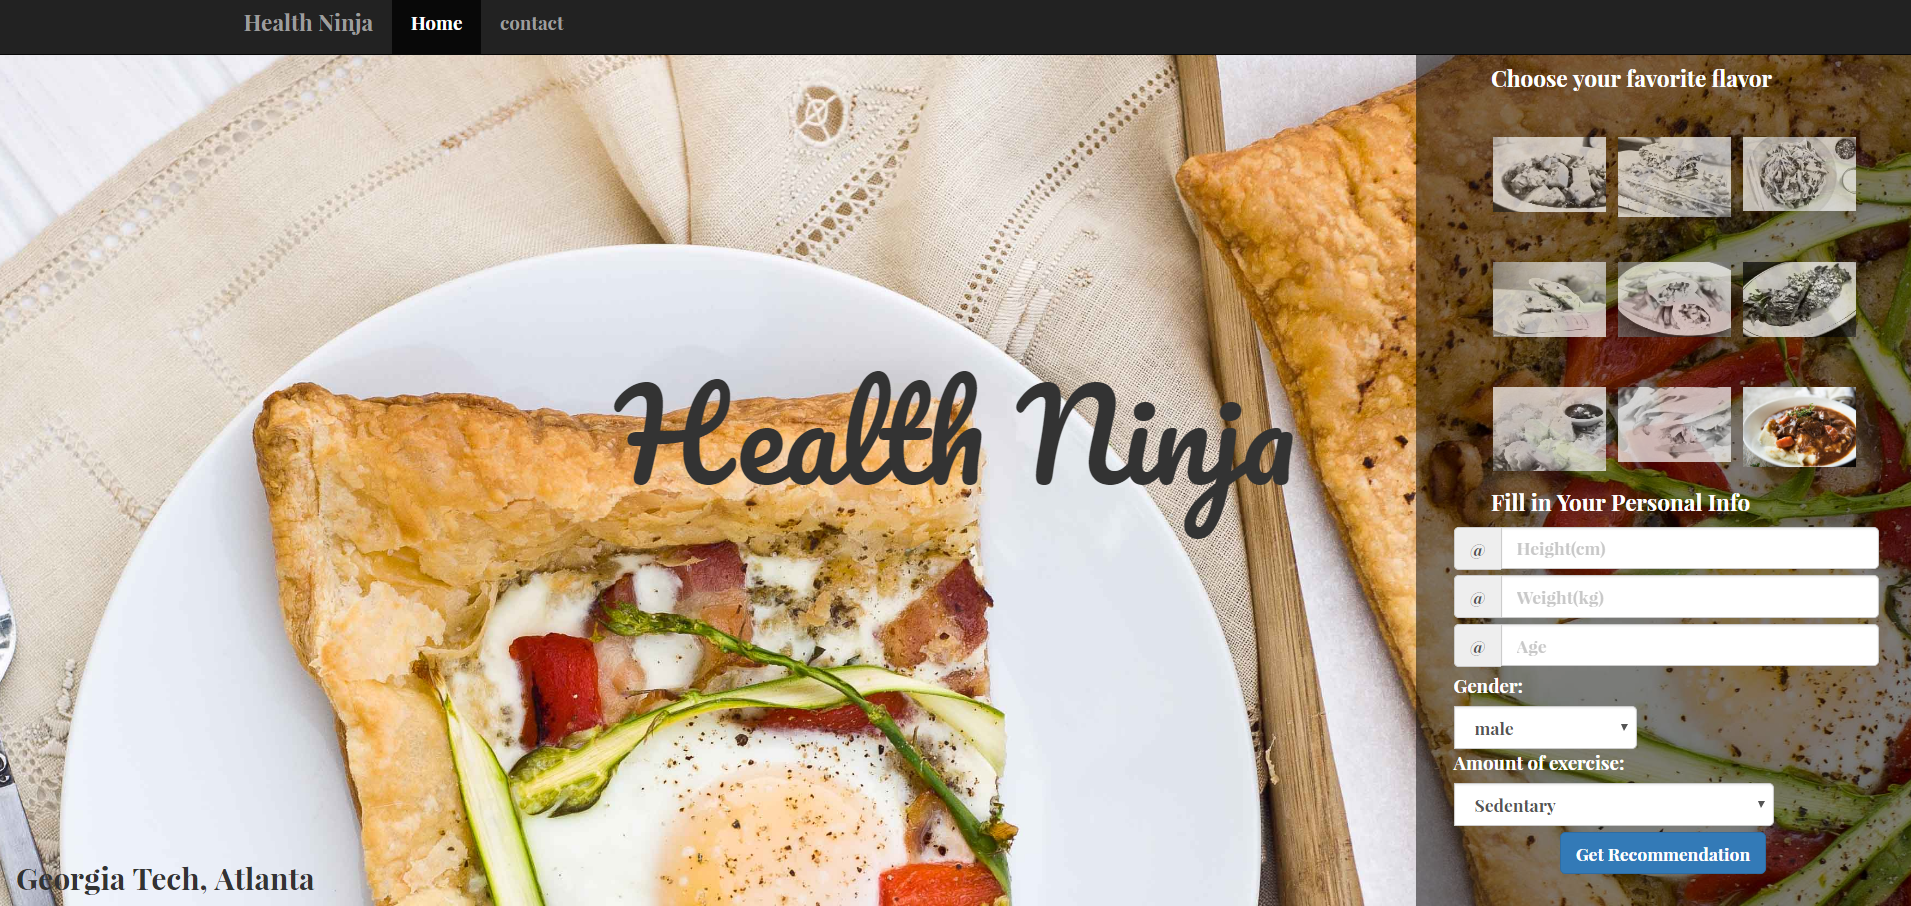 Health Ninja
Home
contact
Health Ninja
Georgia Tech, Atlanta
Choose your favorite flavor
Fill in Your Personal Info
@ Height(cm)
@ Weight(kg)
@ Age
Gender:
male
Amount of exercise:
Sedentary
Get Recommendation